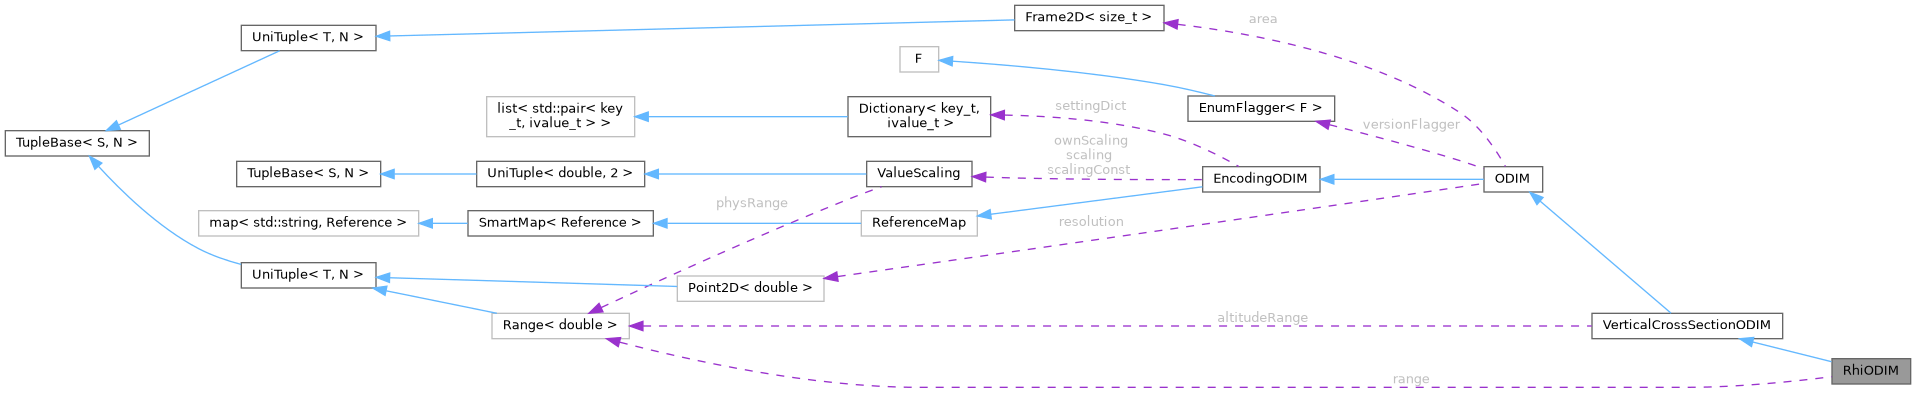 Frame2D< size_t >
area
UniTuple< T, N >
F
list< std::pair< key
_t, ivalue_t > >
Dictionary< key_t,
ivalue_t >
settingDict
EnumFlagger< F >
versionFlagger
TupleBase< S, N >
ownScaling
scaling
scalingConst
TupleBase< S, N >
UniTuple< double, 2 >
ValueScaling
EncodingODIM
ODIM
physRange
map< std::string, Reference >
SmartMap< Reference >
ReferenceMap
resolution
UniTuple< T, N >
Point2D< double >
Range< double >
altitudeRange
VerticalCrossSectionODIM
range
RhiODIM